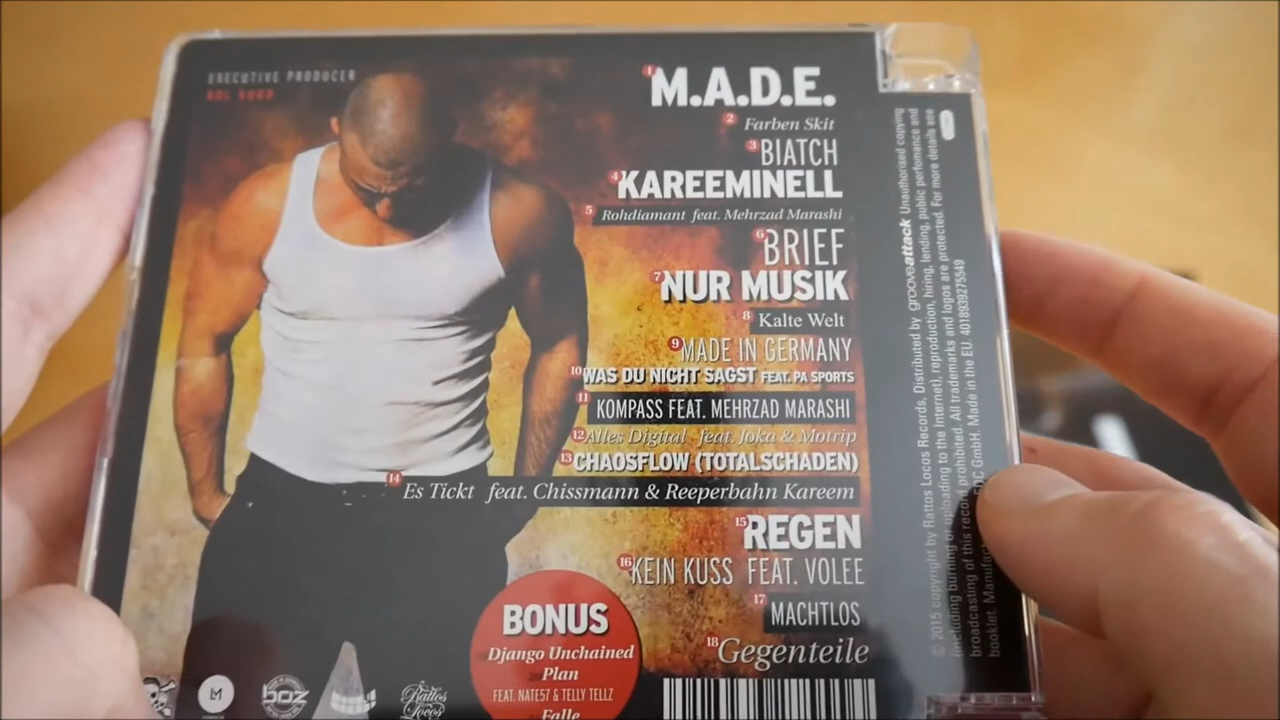 EXECUTIVE PRODUCER
1 M.A.D.E.
2 Farben Skit
3 BIATCH
4 KAREEMINELL
5 Rohdiamant feat. Mehrzad Marashi
6 BRIEF
7 NUR MUSIK
8 Kalte Welt
9 MADE IN GERMANY
10 WAS DU NICHT SAGST FEAT. PA SPORTS
11 KOMPASS FEAT. MEHRZAD MARASHI
12 Alles Digital feat. Joka & Motrip
13 CHAOSFLOW (TOTALSCHADEN)
14 Es Tickt feat. Chissmann & Reeperbahn Kareem
15 REGEN
16 KEIN KUSS FEAT. VOLEE
17 MACHTLOS
18 Gegenteile
BONUS
Django Unchained
Plan
FEAT. NATE57 & TELLY TELLZ
Falle
boz
Rattos
Locos
© 2015 copyright by Rattos Locos Records, Distributed by grooveattack Unauthorised copying
(including burning or uploading to the Internet), reproduction, hiring, lending, public perfomance and
broadcasting of this record prohibited. All trademarks and logos are protected. For more details see
booklet. EDC GmbH. Made in the EU. 4018939275549